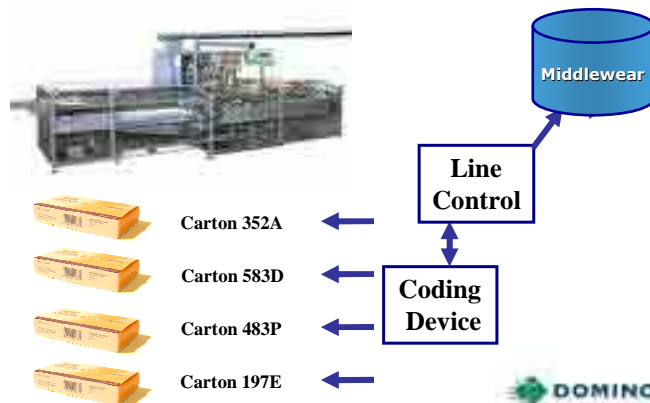 Middlewear
Line
Control
Carton 352A
Carton 583D
Coding
Device
Carton 483P
Carton 197E
DOMINO